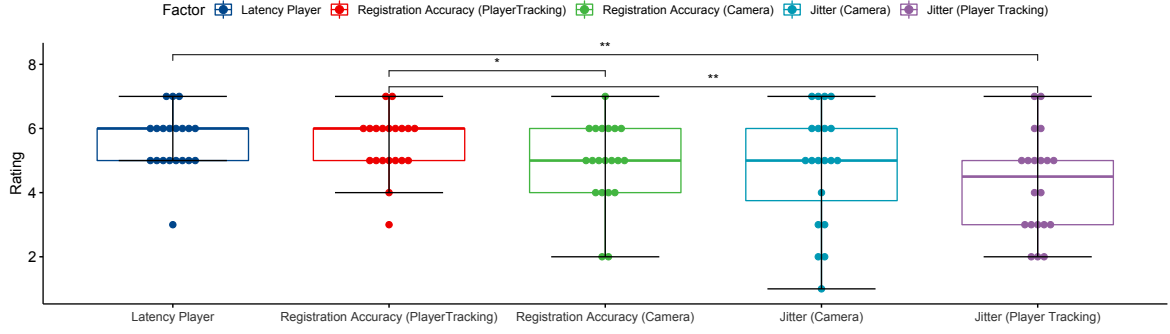 Factor Latency Player Registration Accuracy (PlayerTracking) Registration Accuracy (Camera) Jitter (Camera) Jitter (Player Tracking)
**
*
**
8
6
4
2
Rating
Latency Player Registration Accuracy (PlayerTracking) Registration Accuracy (Camera) Jitter (Camera) Jitter (Player Tracking)